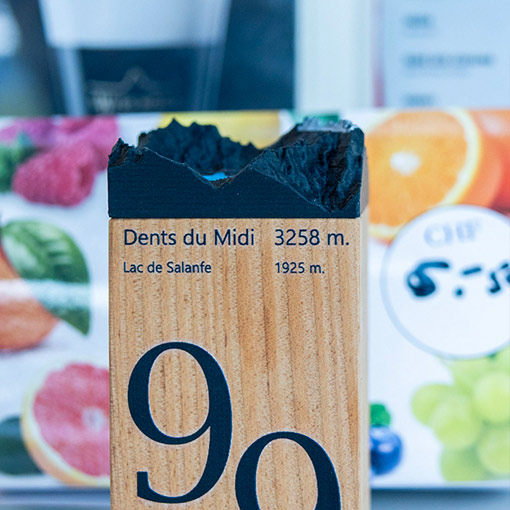 Dents du Midi 3258 m.
Lac de Salanfe 1925 m.
99
CHF